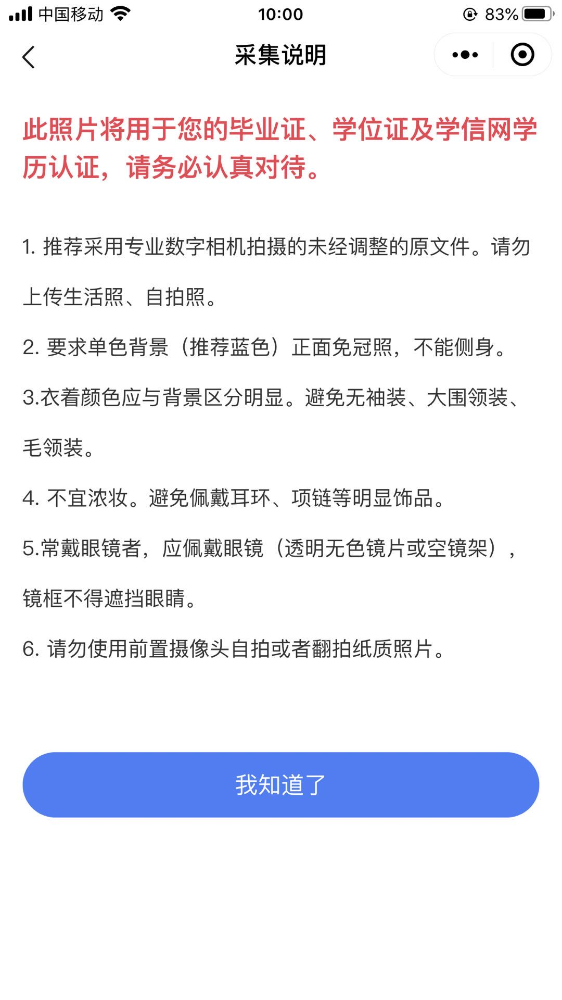 中国移动 10:00 83%
采集说明
此照片将用于您的毕业证、学位证及学信网学
历认证，请务必认真对待。
1. 推荐采用专业数字相机拍摄的未经调整的原文件。请勿
上传生活照、自拍照。
2. 要求单色背景（推荐蓝色）正面免冠照，不能侧身。
3.衣着颜色应与背景区分明显。避免无袖装、大围领装、
毛领装。
4. 不宜浓妆。避免佩戴耳环、项链等明显饰品。
5.常戴眼镜者，应佩戴眼镜（透明无色镜片或空镜架），
镜框不得遮挡眼睛。
6. 请勿使用前置摄像头自拍或者翻拍纸质照片。
我知道了